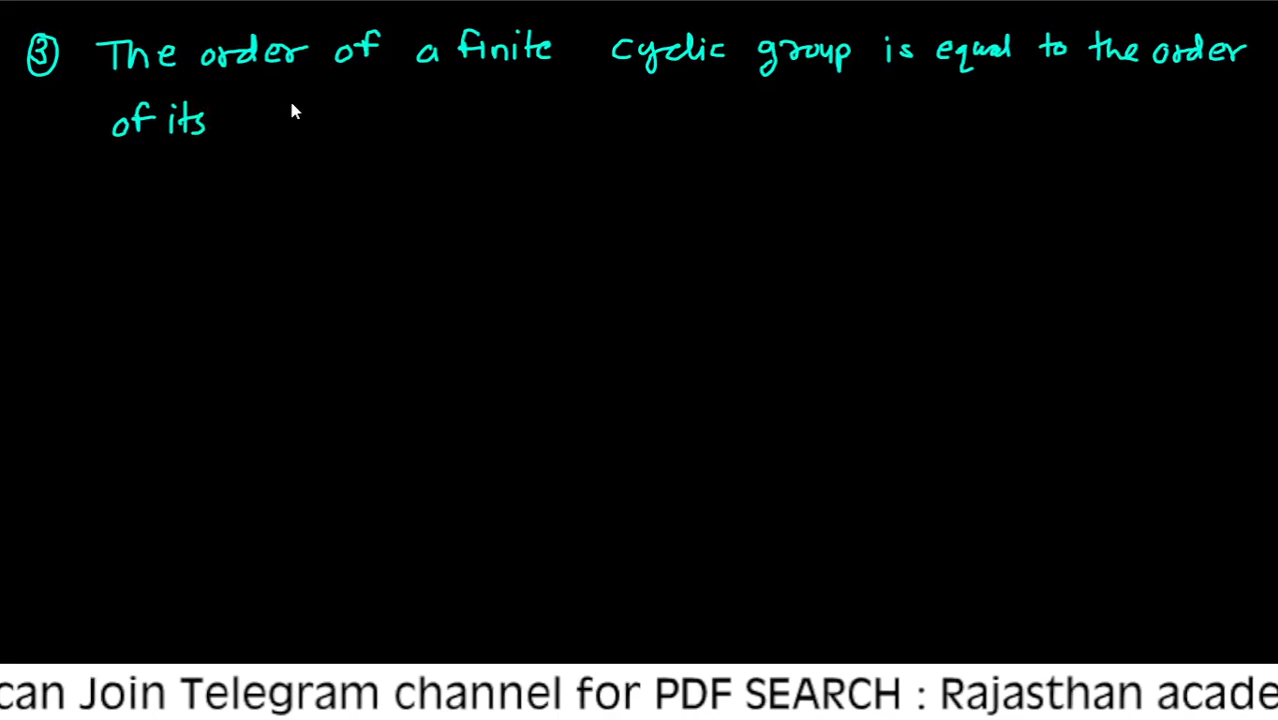 ③ The order of a finite cyclic group is equal to the order
of its
can Join Telegram channel for PDF SEARCH : Rajasthan acade